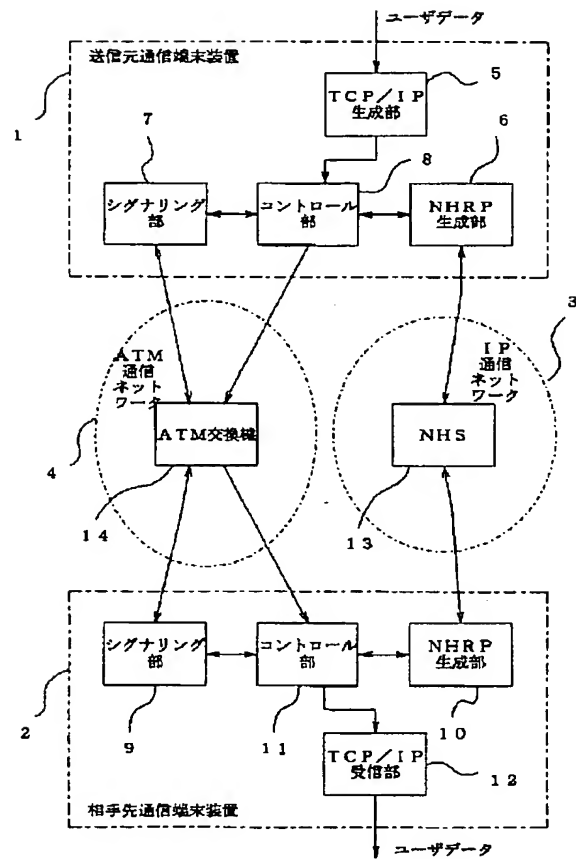 ユーザデータ
送信元通信端末装置
5
TCP/IP
生成部
1
7
8
6
シグナリング
部
コントロール
部
NHRP
生成部
3
ATM
通信
ネット
ワーク
IP
通信
ネット
ワーク
ATM交換機
NHS
4
14
13
シグナリング
部
コントロール
部
NHRP
生成部
2
9
11
10
TCP/IP
受信部
12
相手先通信端末装置
ユーザデータ